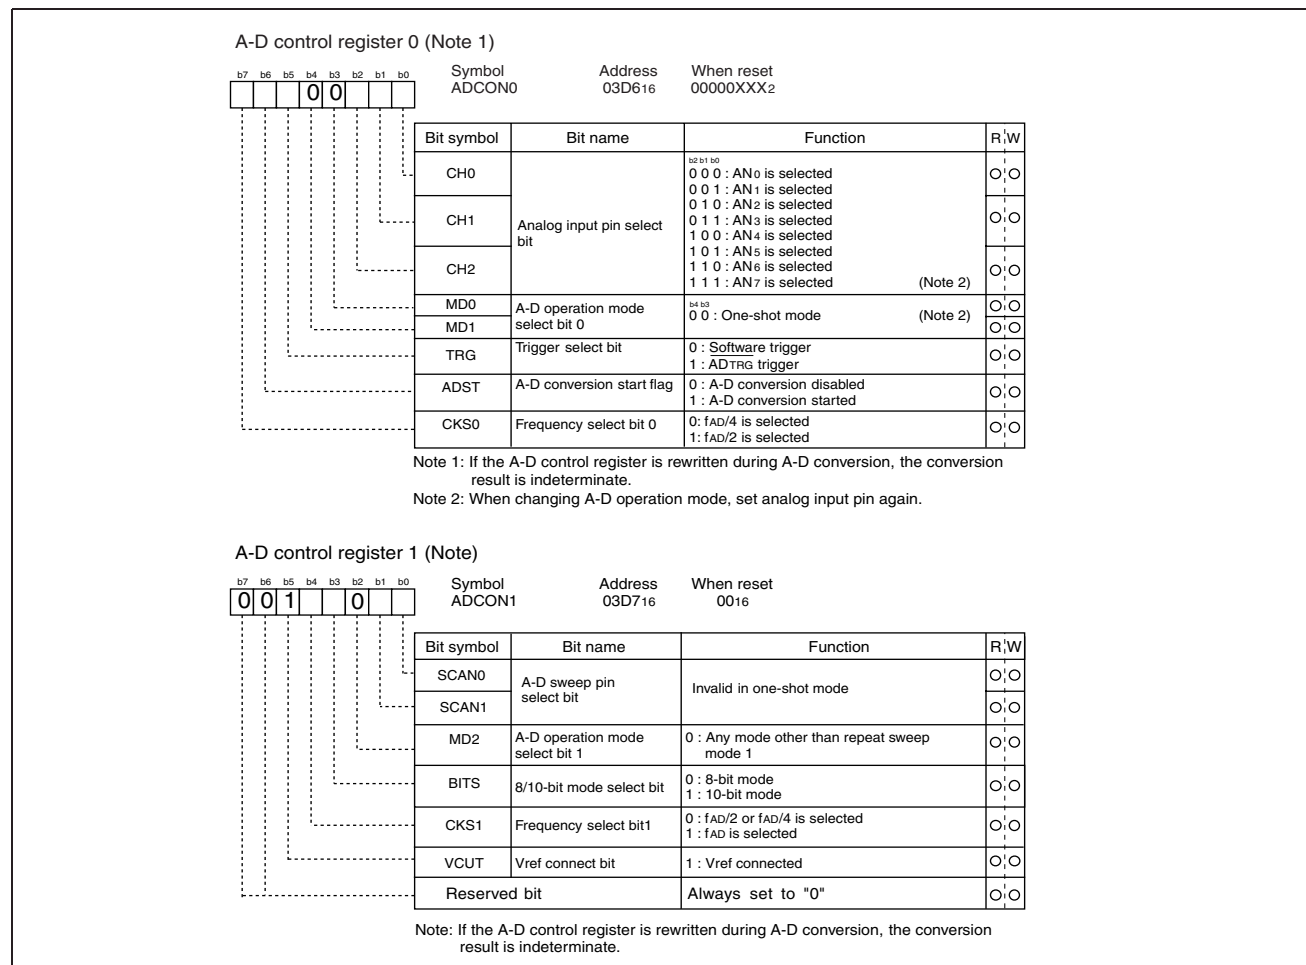 A-D control register 0 (Note 1)
b7 b6 b5 b4 b3 b2 b1 b0
0 0
Symbol Address When reset
ADCON0 03D616 00000XXX2
Bit symbol Bit name Function R W
CH0
CH1
CH2
Analog input pin select
bit
b2 b1 b0
0 0 0 : AN0 is selected
0 0 1 : AN1 is selected
0 1 0 : AN2 is selected
0 1 1 : AN3 is selected
1 0 0 : AN4 is selected
1 0 1 : AN5 is selected
1 1 0 : AN6 is selected
1 1 1 : AN7 is selected (Note 2)
MD0
MD1
A-D operation mode
select bit 0
b4 b3
0 0 : One-shot mode (Note 2)
TRG
Trigger select bit
0 : Software trigger
1 : ADTRG trigger
ADST
A-D conversion start flag
0 : A-D conversion disabled
1 : A-D conversion started
CKS0
Frequency select bit 0
0: fAD/4 is selected
1: fAD/2 is selected
Note 1: If the A-D control register is rewritten during A-D conversion, the conversion
result is indeterminate.
Note 2: When changing A-D operation mode, set analog input pin again.
A-D control register 1 (Note)
b7 b6 b5 b4 b3 b2 b1 b0
0 0 1 0
Symbol Address When reset
ADCON1 03D716 0016
Bit symbol Bit name Function R W
SCAN0
SCAN1
A-D sweep pin
select bit
Invalid in one-shot mode
MD2
A-D operation mode
select bit 1
0 : Any mode other than repeat sweep
mode 1
BITS
8/10-bit mode select bit
0 : 8-bit mode
1 : 10-bit mode
CKS1
Frequency select bit1
0 : fAD/2 or fAD/4 is selected
1 : fAD is selected
VCUT
Vref connect bit
1 : Vref connected
Reserved bit
Always set to "0"
Note: If the A-D control register is rewritten during A-D conversion, the conversion
result is indeterminate.